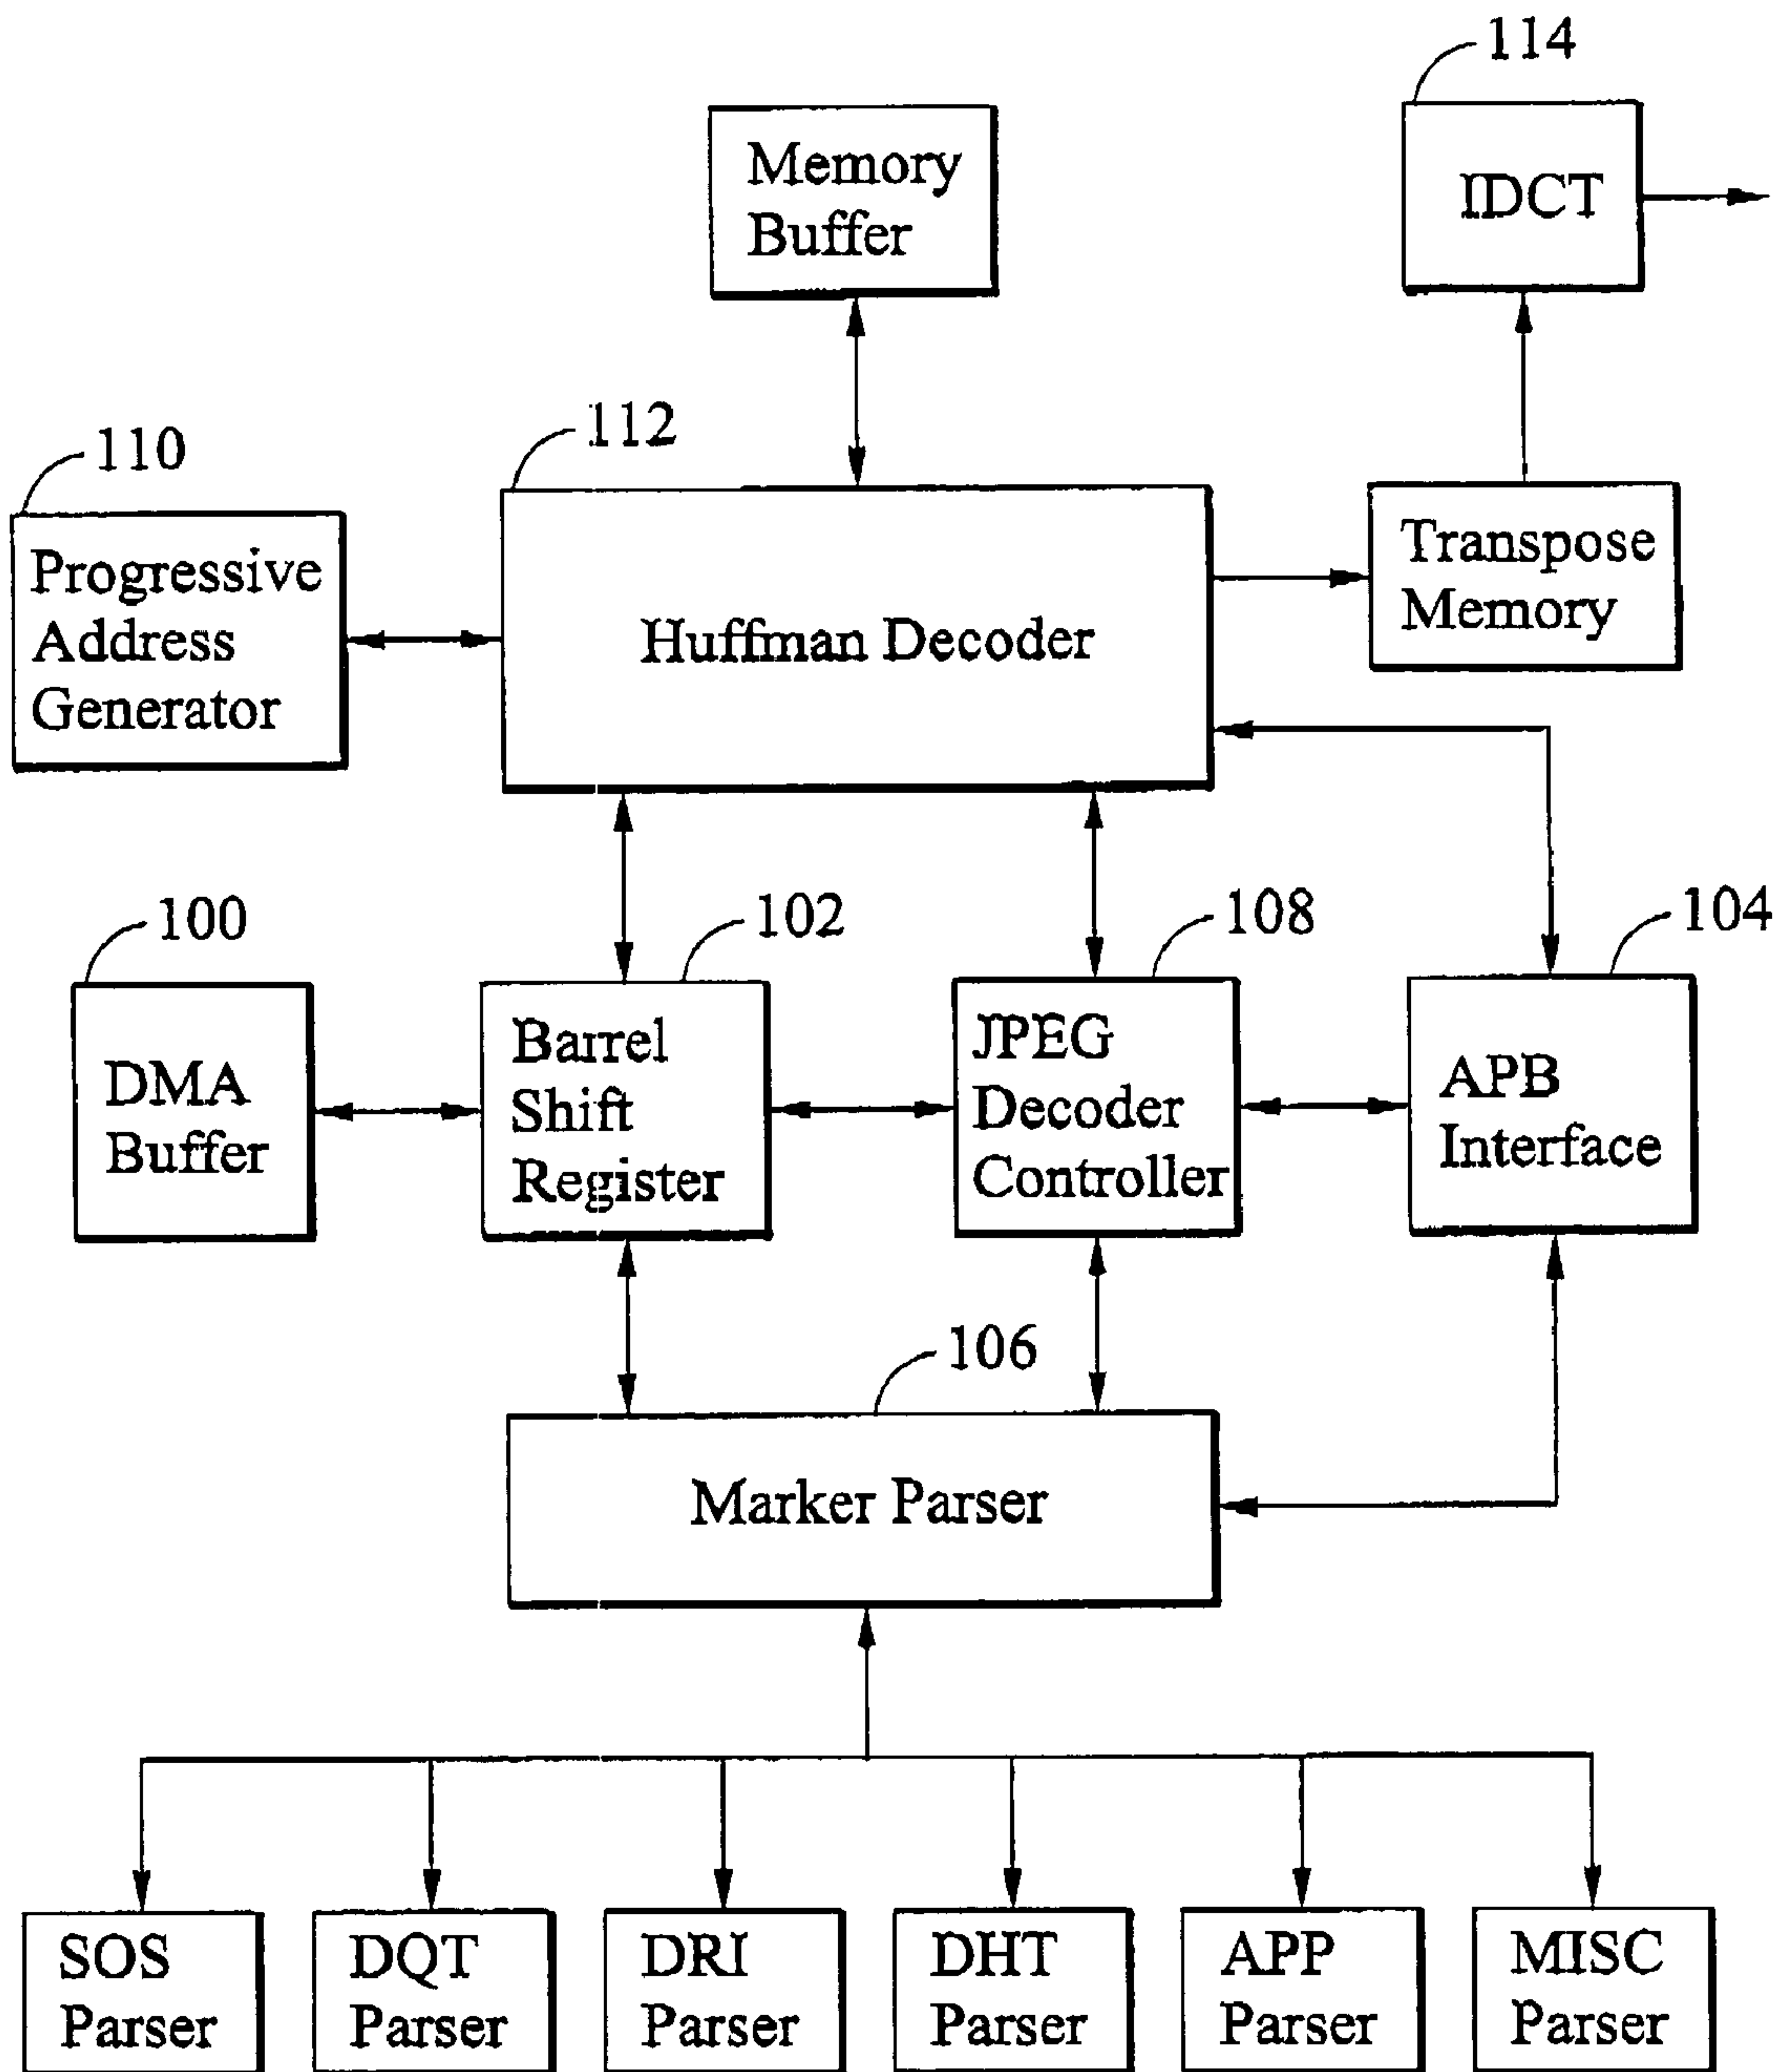 114
Memory
Buffer
IDCT
110
112
Progressive
Address
Generator
Huffman Decoder
Transpose
Memory
100
102
108
104
DMA
Buffer
Barrel
Shift
Register
JPEG
Decoder
Controller
APB
Interface
106
Marker Parser
SOS
Parser
DQT
Parser
DRI
Parser
DHT
Parser
APP
Parser
MISC
Parser